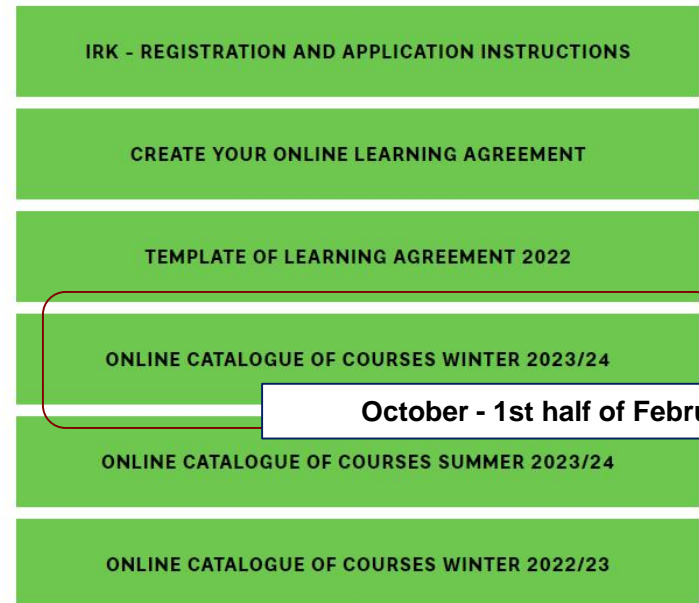 IRK - REGISTRATION AND APPLICATION INSTRUCTIONS
CREATE YOUR ONLINE LEARNING AGREEMENT
TEMPLATE OF LEARNING AGREEMENT 2022
ONLINE CATALOGUE OF COURSES WINTER 2023/24
October - 1st half of
ONLINE CATALOGUE OF COURSES SUMMER 2023/24
ONLINE CATALOGUE OF COURSES WINTER 2022/23